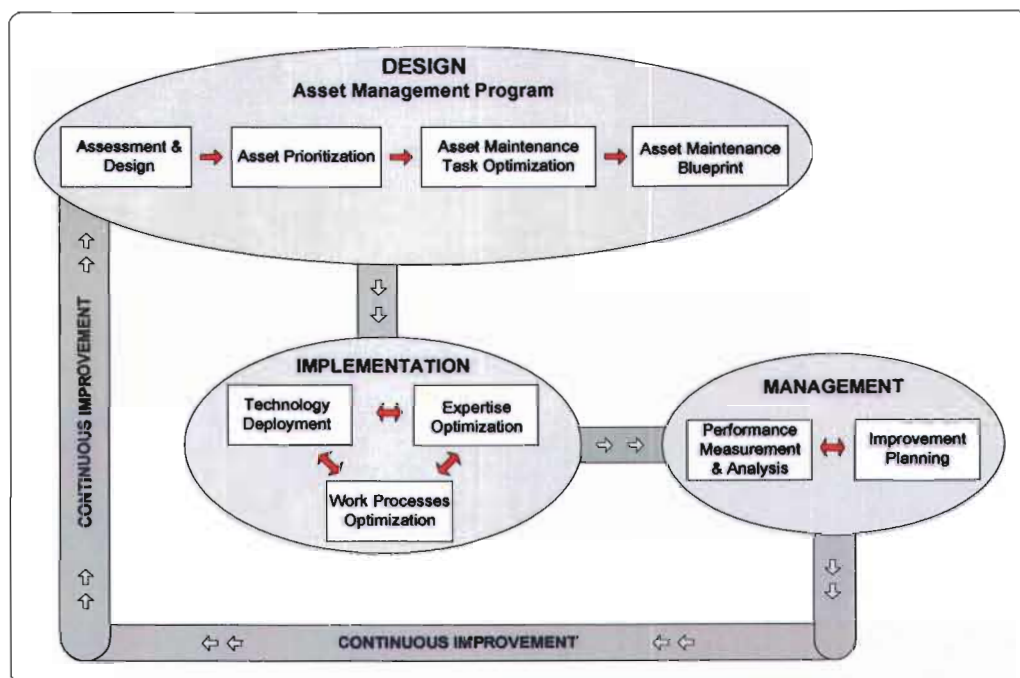 DESIGN
Asset Management Program
Assessment &
Design
Asset Prioritization
Asset Maintenance
Task Optimization
Asset Maintenance
Blueprint
CONTINUOUS IMPROVEMENT
IMPLEMENTATION
Technology
Deployment
Expertise
Optimization
Work Processes
Optimization
MANAGEMENT
Performance
Measurement
& Analysis
Improvement
Planning
CONTINUOUS IMPROVEMENT